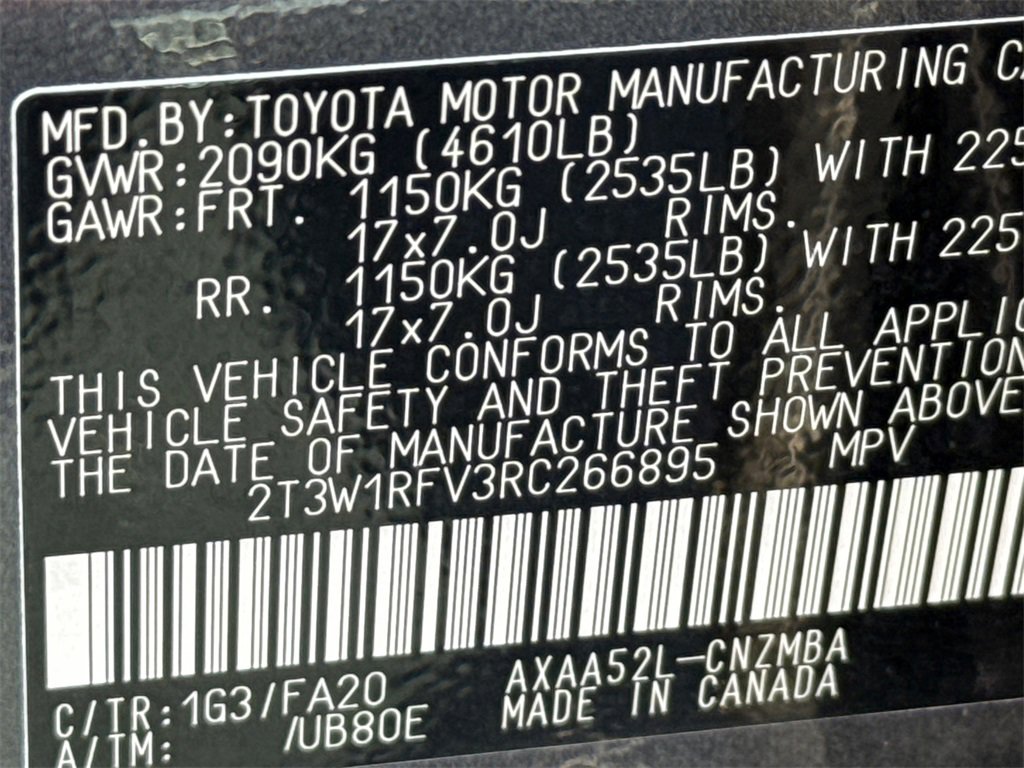 MFD.BY:TOYOTA MOTOR MANUFACTURING
GVWR:2090KG (4610LB)
GAWR:FRT. 1150KG (2535LB) WITH 225
17x7.0J RIMS.
RR. 1150KG (2535LB) WITH 225
17x7.0J RIMS.
THIS VEHICLE CONFORMS TO ALL
VEHICLE SAFETY AND THEFT PREVENTION
THE DATE OF MANUFACTURE SHOWN ABOVE
2T3W1RFV3RC266895 MPV
C/TR:1G3/FA20 AXAA52L-CNZMBA
A/TM: /UB80E MADE IN CANADA